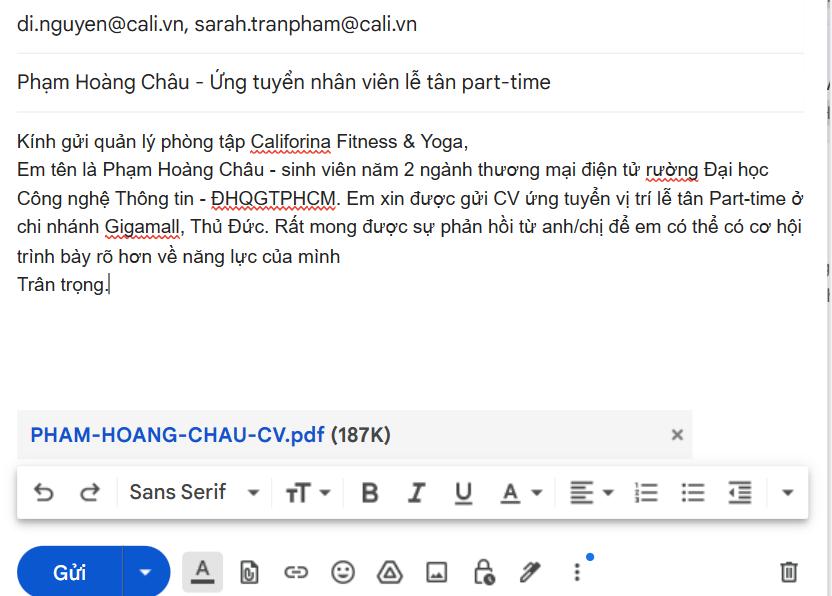 di.nguyen@cali.vn, sarah.tranpham@cali.vn
Phạm Hoàng Châu - Ứng tuyển nhân viên lễ tân part-time
Kính gửi quản lý phòng tập Califorina Fitness & Yoga,
Em tên là Phạm Hoàng Châu - sinh viên năm 2 ngành thương mại điện tử rường Đại học
Công nghệ Thông tin - ĐHQGTPHCM. Em xin được gửi CV ứng tuyển vị trí lễ tân Part-time ở
chi nhánh Gigamall, Thủ Đức. Rất mong được sự phản hồi từ anh/chị để em có thể có cơ hội
trình bày rõ hơn về năng lực của mình
Trân trọng.
PHAM-HOANG-CHAU-CV.pdf (187K)
Sans Serif
Gửi